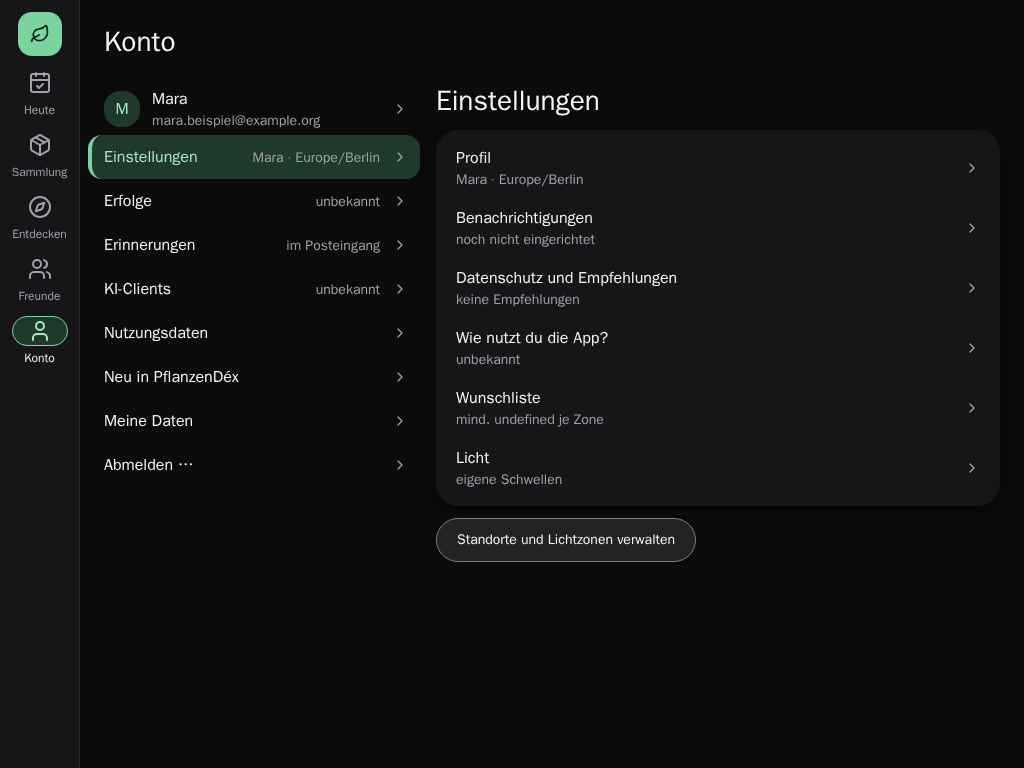 Konto
Heute
Sammlung
Entdecken
Freunde
Konto
M
Mara
mara.beispiel@example.org
Einstellungen Mara · Europe/Berlin
Erfolge unbekannt
Erinnerungen im Posteingang
KI-Clients unbekannt
Nutzungsdaten
Neu in PflanzenDéx
Meine Daten
Abmelden ···
Einstellungen
Profil
Mara · Europe/Berlin
Benachrichtigungen
noch nicht eingerichtet
Datenschutz und Empfehlungen
keine Empfehlungen
Wie nutzt du die App?
unbekannt
Wunschliste
mind. undefined je Zone
Licht
eigene Schwellen
Standorte und Lichtzonen verwalten